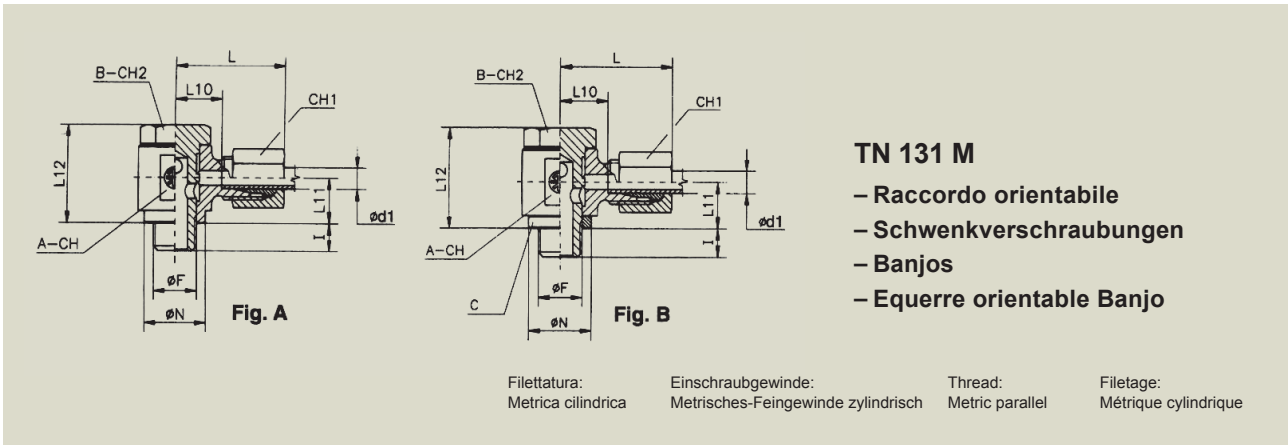 L
B-CH2
L10
CH1
L12
L11
Ød1
I
A-CH
ØF
Fig. A
ØN
L
B-CH2
L10
CH1
L12
L11
Ød1
I
A-CH
ØF
C
Fig. B
ØN
TN 131 M
– Raccordo orientabile
– Schwenkverschraubungen
– Banjos
– Equerre orientable Banjo
Filettatura:
Metrica cilindrica
Einschraubgewinde:
Metrisches-Feingewinde zylindrisch
Thread:
Metric parallel
Filetage:
Métrique cylindrique